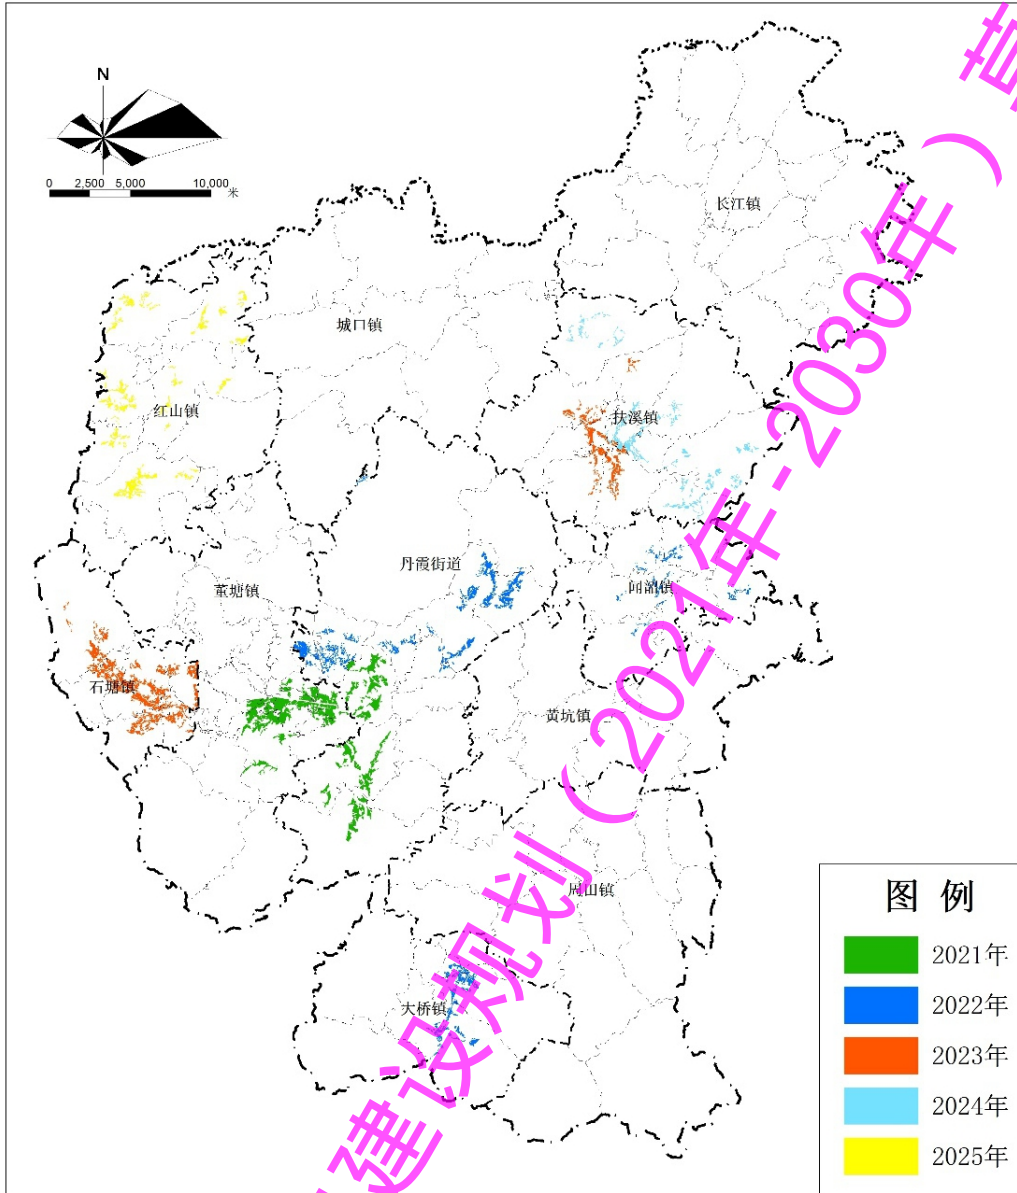 N
0 2,500 5,000 10,000
米
长江镇
城口镇
红山镇
扶溪镇
丹霞街道
董塘镇
闻韶镇
石塘镇
黄坑镇
周田镇
大桥镇
建设规划（2021年-2030年）
图 例
2021年
2022年
2023年
2024年
2025年